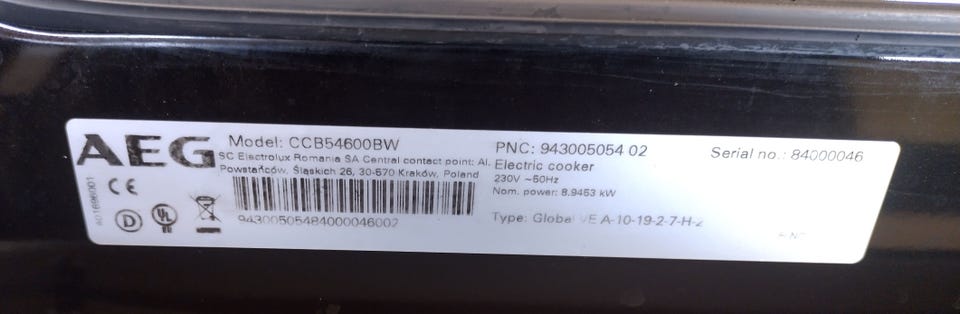 AEG
Model: CCB54600BW
SC Electrolux Romania SA Central contact point: Al.
Powstańców, Śląskich 26, 30-570 Kraków, Poland
94300505484000046002
PNC: 943005054 02
Electric cooker
230V ~50Hz
Nom. power: 8.9453 kW
Type: Global VE A-10-19-2-7-H-2
Serial no.: 84000046
CE
D
UL